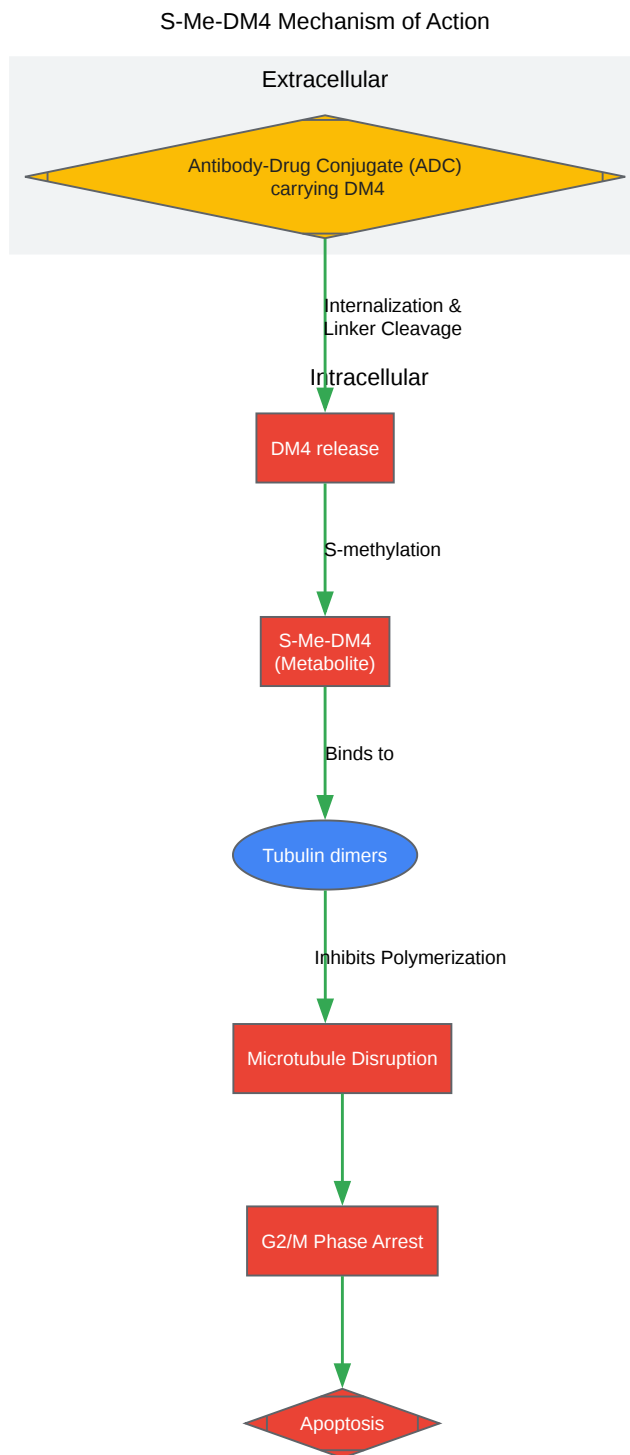 S-Me-DM4 Mechanism of Action
Extracellular
Antibody-Drug Conjugate (ADC)
carrying DM4
Internalization &
Linker Cleavage
Intracellular
DM4 release
S-methylation
S-Me-DM4
(Metabolite)
Binds to
Tubulin dimers
Inhibits Polymerization
Microtubule Disruption
G2/M Phase Arrest
Apoptosis